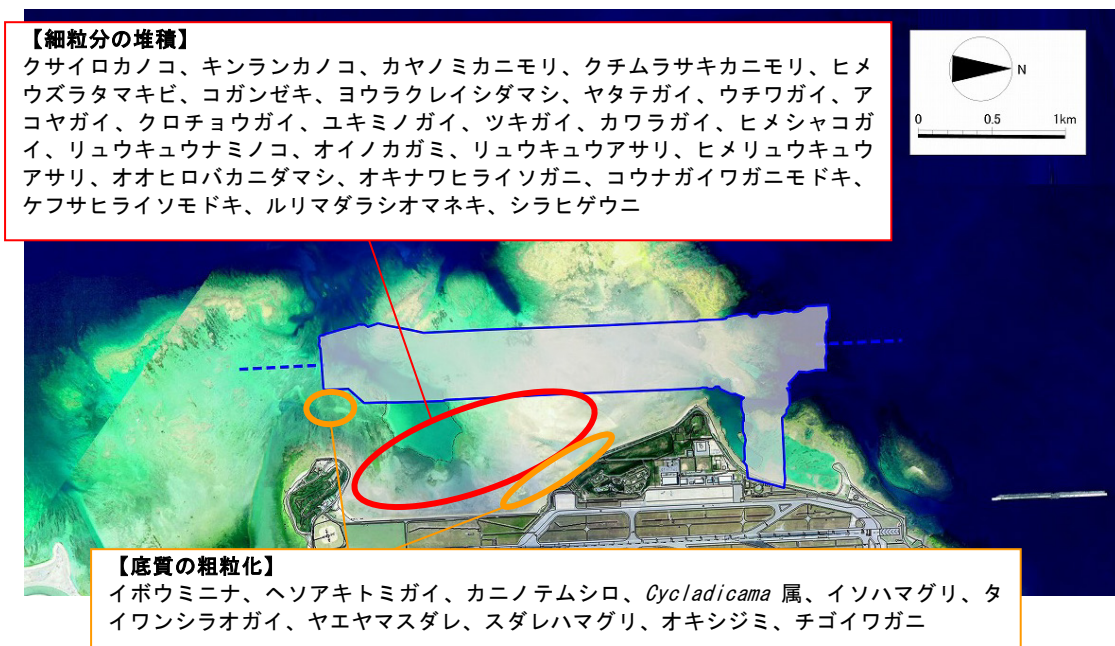 【細粒分の堆積】
クサイロカノコ、キンランカノコ、カヤノミカニモリ、クチムラサキカニモリ、ヒメ
ウズラタマキビ、コガンゼキ、ヨウラクレイシダマシ、ヤタテガイ、ウチワガイ、ア
コヤガイ、クロチョウガイ、ユキミノガイ、ツキガイ、カワラガイ、ヒメシャコガ
イ、リュウキュウナミノコ、オイノカガミ、リュウキュウアサリ、ヒメリュウキュウ
アサリ、オオヒロバカニダマシ、オキナワヒライソガニ、コウナガイワガニモドキ、
ケフサヒライソモドキ、ルリマダラシオマネキ、シラヒゲウニ
N
0 0.5 1km
【底質の粗粒化】
イボウミニナ、ヘソアキトミガイ、カニノテムシロ、Cycladicama 属、イソハマグリ、タ
イワンシラオガイ、ヤエヤマスダレ、スダレハマグリ、オキシジミ、チゴイワガニ